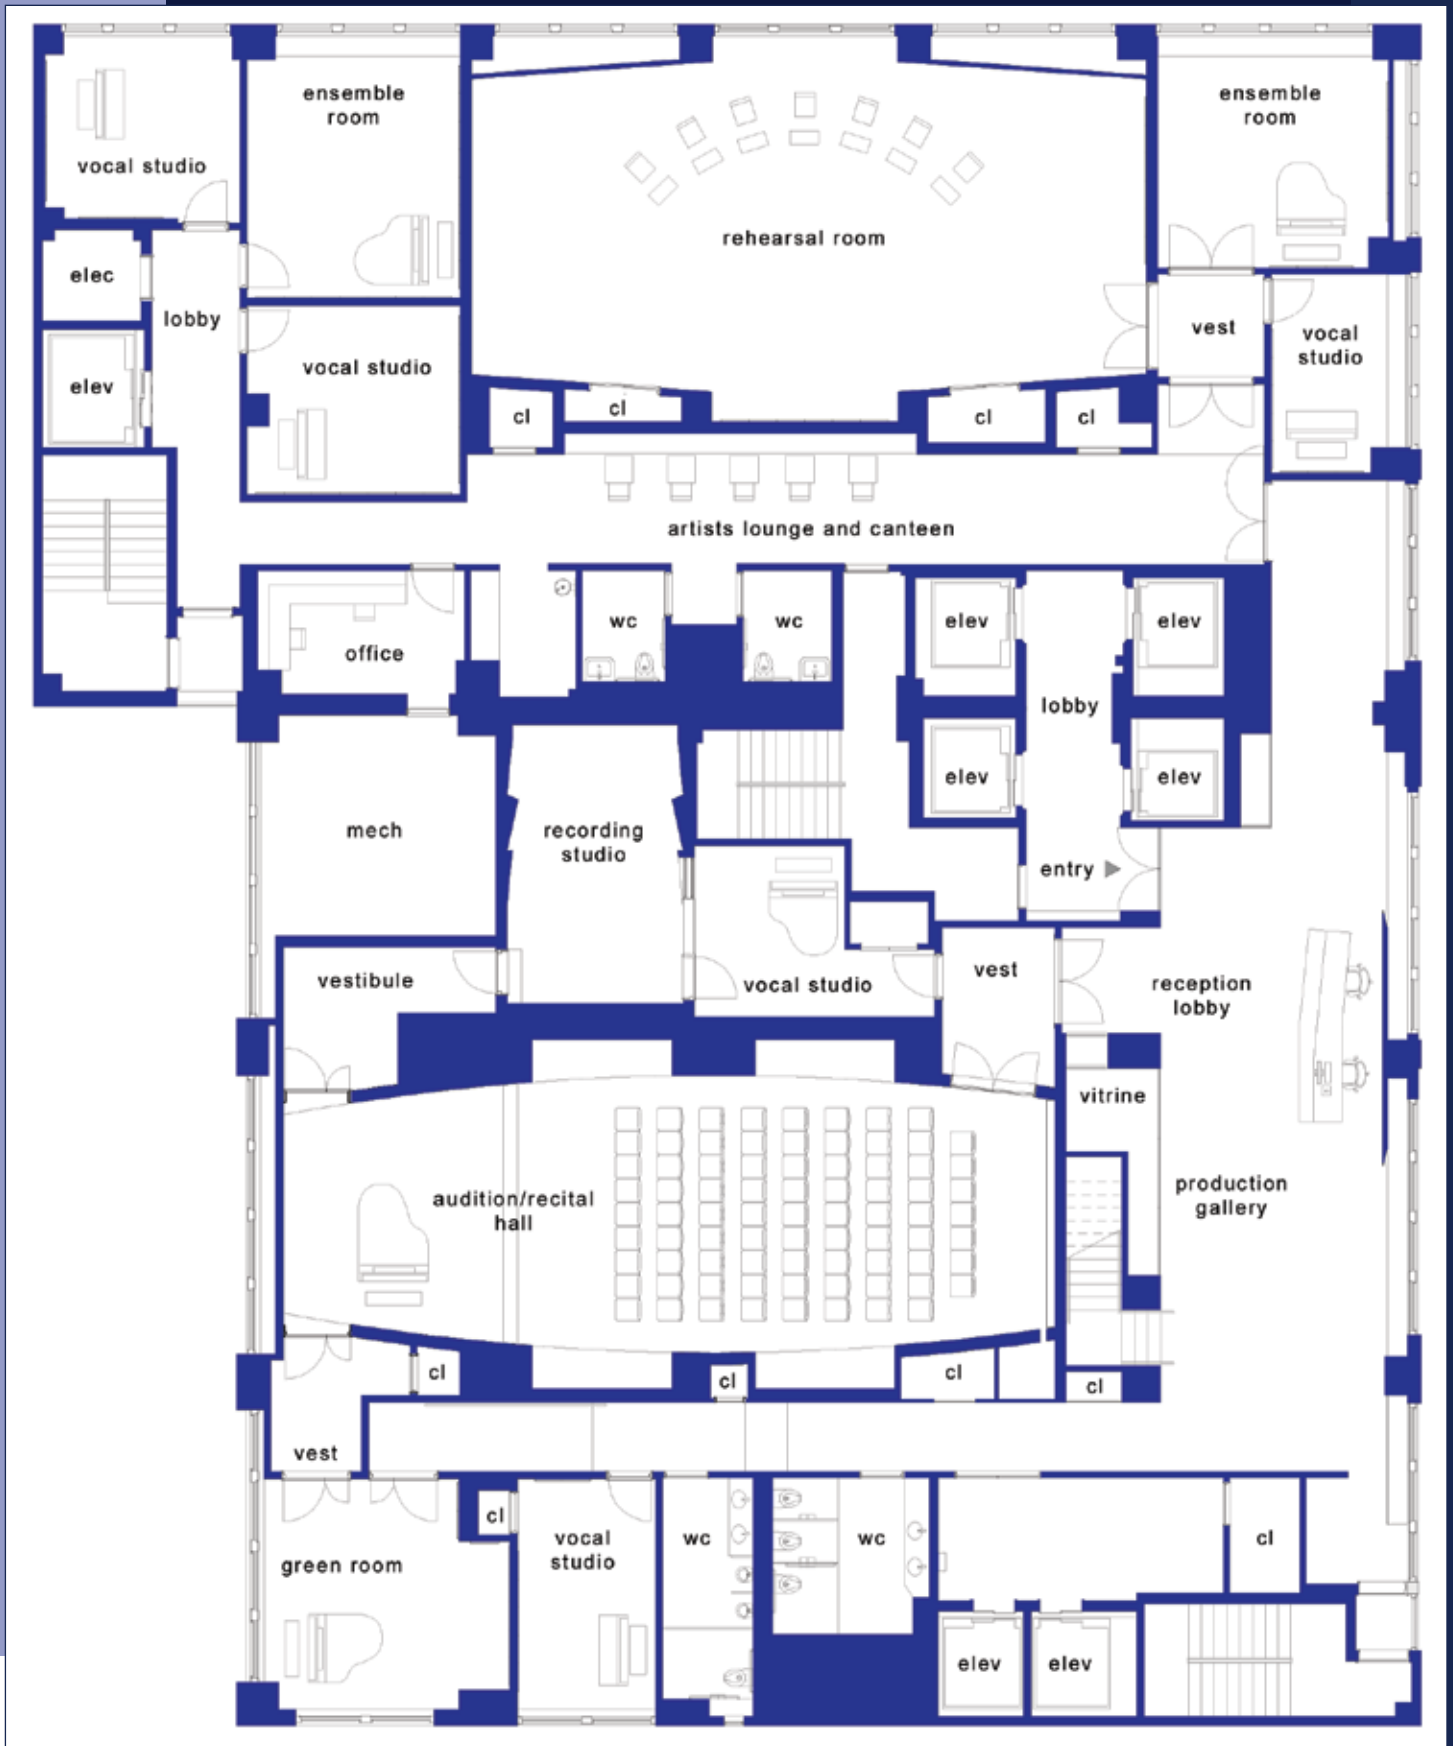 ensemble
room
ensemble
room
vocal studio
rehearsal room
elec
lobby
vest
vocal
studio
vocal studio
elev
cl
cl
cl
cl
artists lounge and canteen
wc
wc
elev
elev
office
lobby
elev
elev
mech
recording
studio
entry
vestibule
vocal studio
vest
reception
lobby
vitrine
audition/recital
hall
production
gallery
cl
cl
cl
cl
vest
cl
vocal
studio
wc
wc
cl
green room
elev
elev